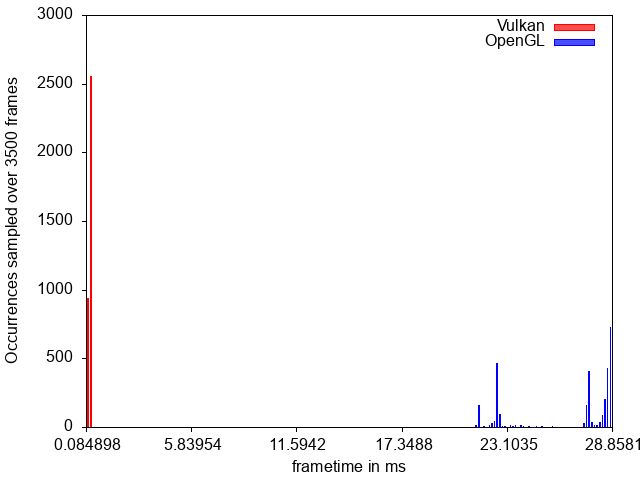 Vulkan
OpenGL
Occurrences sampled over 3500 frames
3000
2500
2000
1500
1000
500
0
0.084898 5.83954 11.5942 17.3488 23.1035 28.8581
frametime in ms